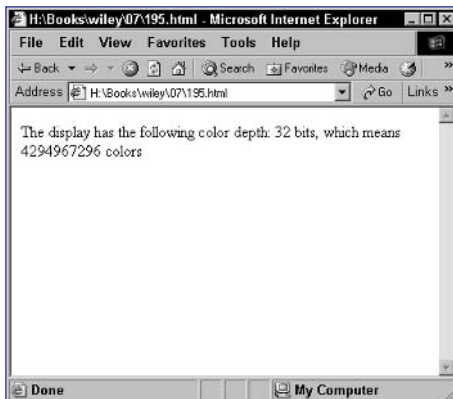 H:\Books\wiley\07\195.html - Microsoft Internet Explorer
File Edit View Favorites Tools Help
Back Search Favorites Media »
Address H:\Books\wiley\07\195.html Go Links »
The display has the following color depth: 32 bits, which means
4294967296 colors
Done My Computer